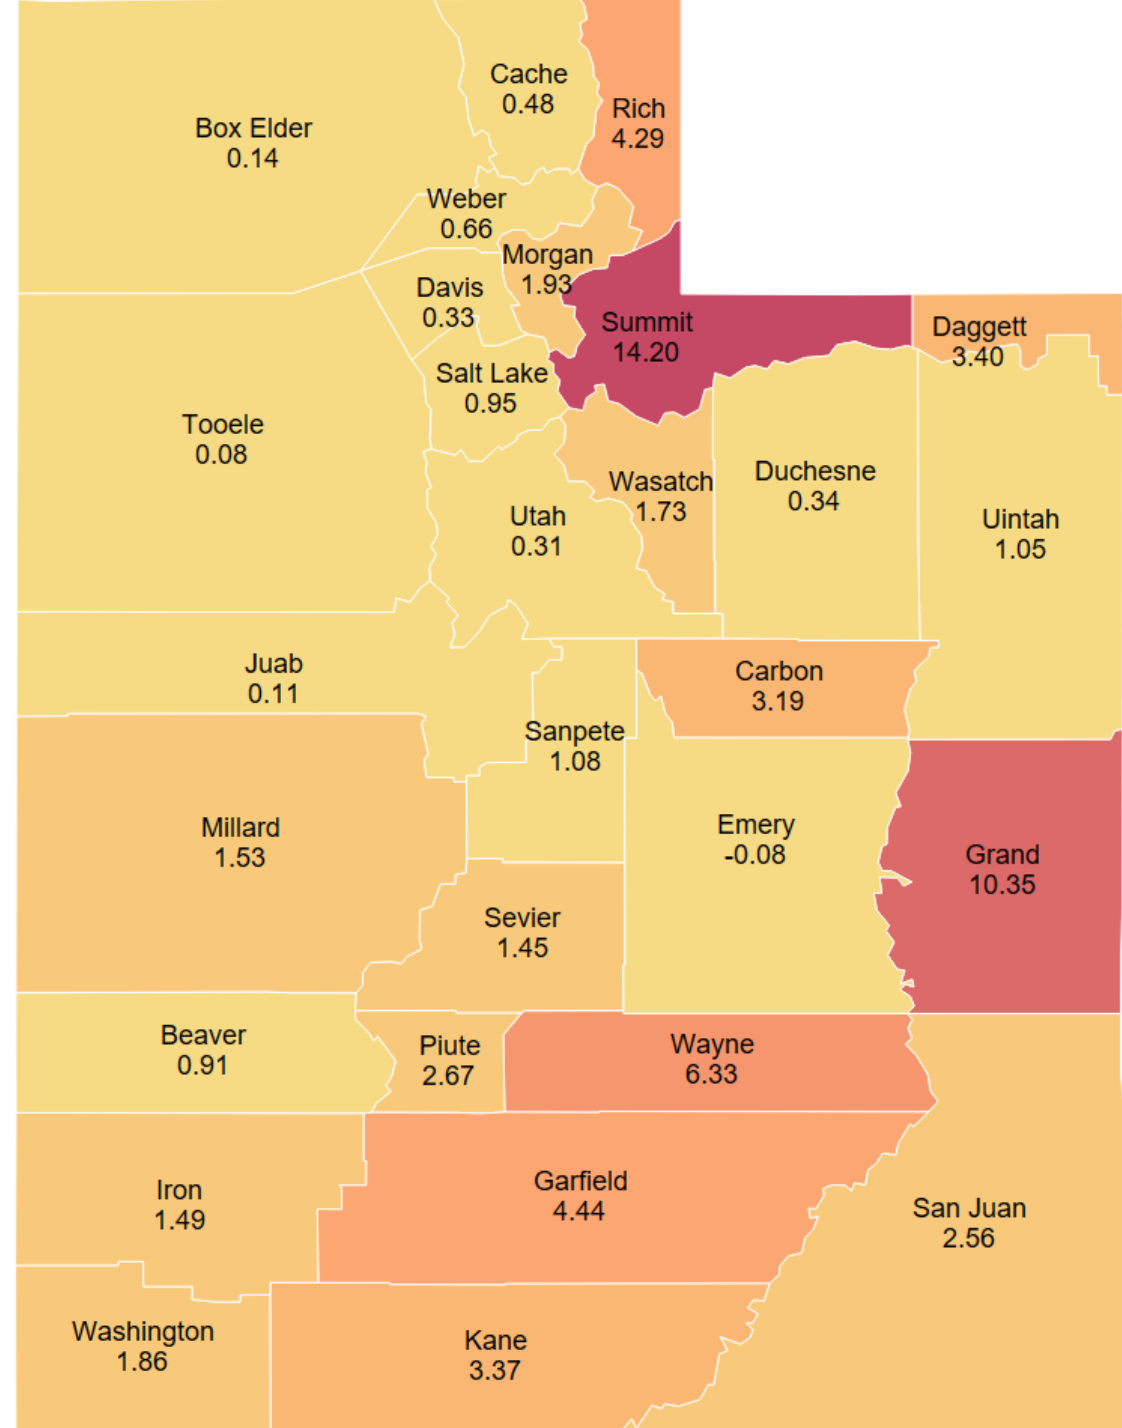 Cache
0.48
Rich
4.29
Box Elder
0.14
Weber
0.66
Morgan
1.93
Davis
0.33
Summit
14.20
Daggett
3.40
Salt Lake
0.95
Tooele
0.08
Wasatch
1.73
Duchesne
0.34
Utah
0.31
Uintah
1.05
Juab
0.11
Carbon
3.19
Sanpete
1.08
Millard
1.53
Emery
-0.08
Grand
10.35
Sevier
1.45
Beaver
0.91
Piute
2.67
Wayne
6.33
Iron
1.49
Garfield
4.44
San Juan
2.56
Washington
1.86
Kane
3.37